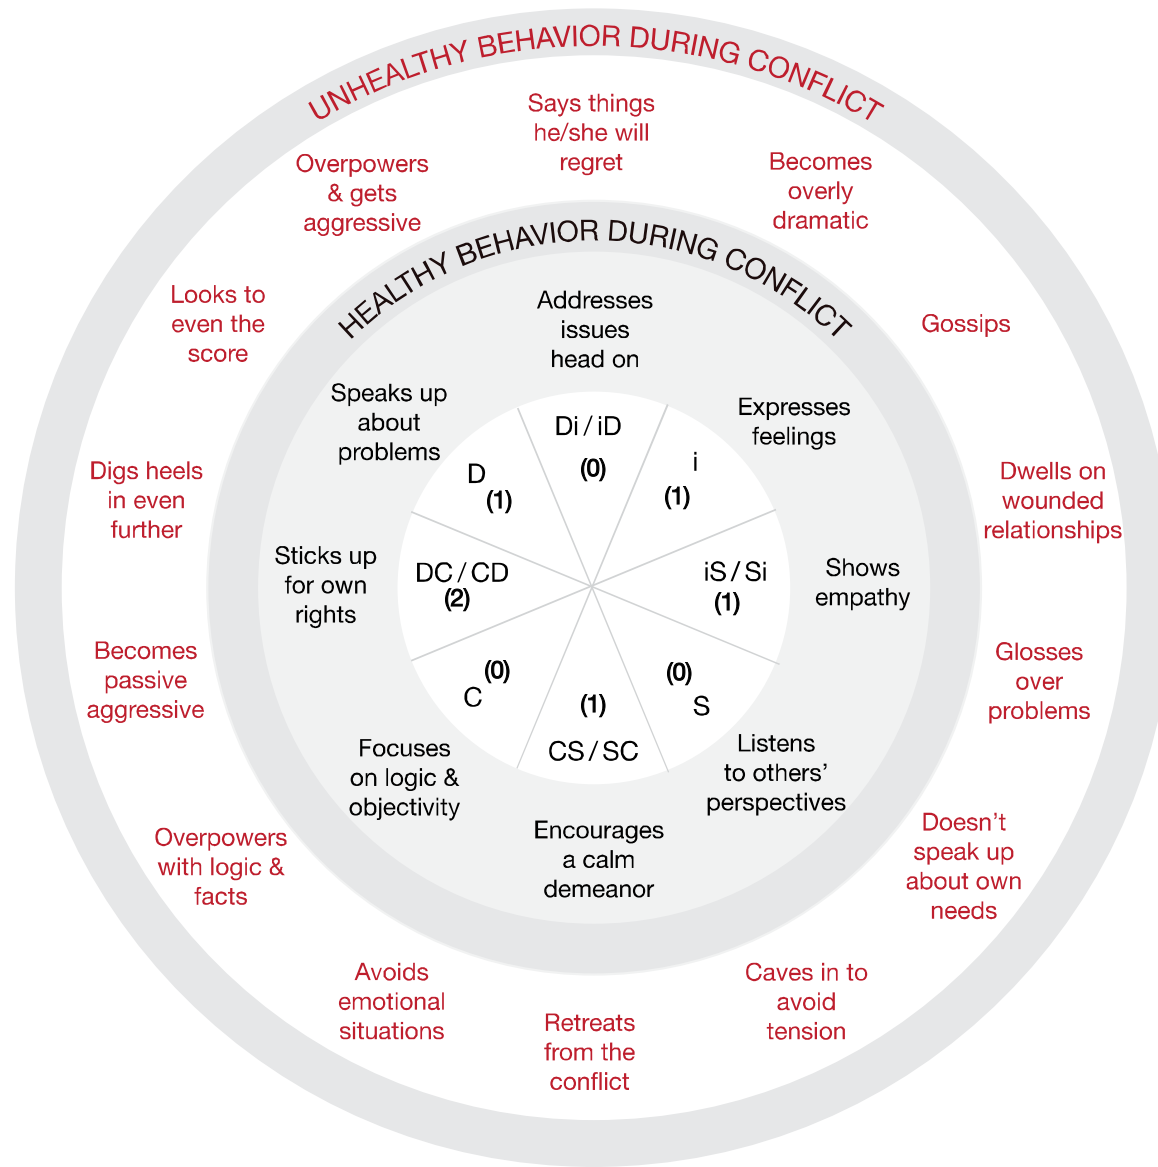 UNHEALTHY BEHAVIOR DURING CONFLICT
Says things
he/she will
regret
Overpowers
& gets
aggressive
Becomes
overly
dramatic
Looks to
even the
score
Gossips
Digs heels
in even
further
Dwells on
wounded
relationships
Becomes
passive
aggressive
Glosses
over
problems
Overpowers
with logic &
facts
Doesn't
speak up
about own
needs
Avoids
emotional
situations
Retreats
from the
conflict
Caves in to
avoid
tension
HEALTHY BEHAVIOR DURING CONFLICT
Addresses
issues
head on
Speaks up
about
problems
Expresses
feelings
Sticks up
for own
rights
Shows
empathy
Focuses
on logic &
objectivity
Listens
to others'
perspectives
Encourages
a calm
demeanor
Di / iD
(0)
D
(1)
i
(1)
DC / CD
(2)
iS / Si
(1)
(0)
C
(0)
S
(1)
CS / SC